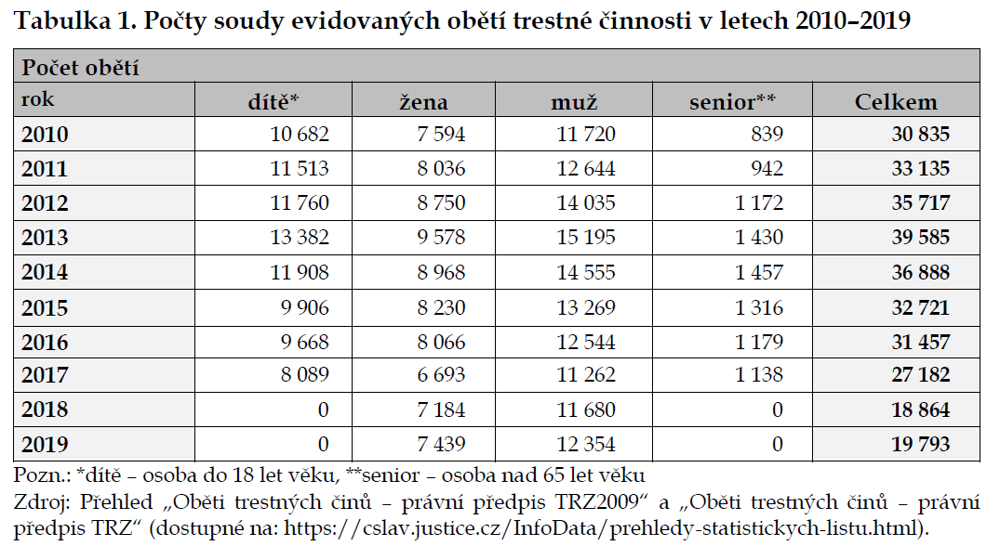 Tabulka 1. Počty soudy evidovaných obětí trestné činnosti v letech 2010–2019
Počet obětí
rok dítě* žena muž senior** Celkem
2010 10 682 7 594 11 720 839 30 835
2011 11 513 8 036 12 644 942 33 135
2012 11 760 8 750 14 035 1 172 35 717
2013 13 382 9 578 15 195 1 430 39 585
2014 11 908 8 968 14 555 1 457 36 888
2015 9 906 8 230 13 269 1 316 32 721
2016 9 668 8 066 12 544 1 179 31 457
2017 8 089 6 693 11 262 1 138 27 182
2018 0 7 184 11 680 0 18 864
2019 0 7 439 12 354 0 19 793
Pozn.: *dítě – osoba do 18 let věku, **senior – osoba nad 65 let věku
Zdroj: Přehled „Oběti trestných činů – právní předpis TRZ2009“ a „Oběti trestných činů – právní
předpis TRZ“ (dostupné na: https://cslav.justice.cz/InfoData/prehledy-statistickych-listu.html).